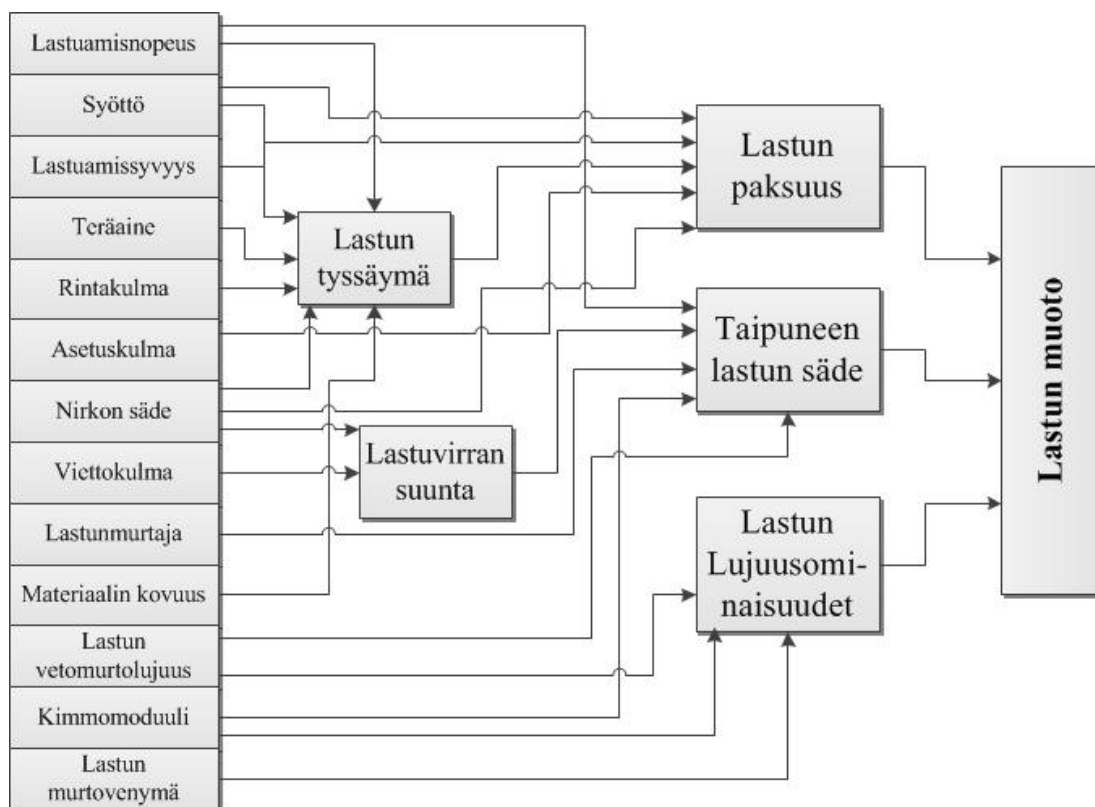 Lastuamisnopeus
Syöttö
Lastuamissyvyys
Teräaine
Rintakulma
Asetuskulma
Nirkon säde
Viettokulma
Lastunmurtaja
Materiaalin kovuus
Lastun
vetomurtolujuus
Kimmomoduuli
Lastun
murtovenymä
Lastun
tyssäymä
Lastuvirran
suunta
Lastun
paksuus
Taipuneen
lastun säde
Lastun
Lujuusomi-
naisuudet
Lastun muoto